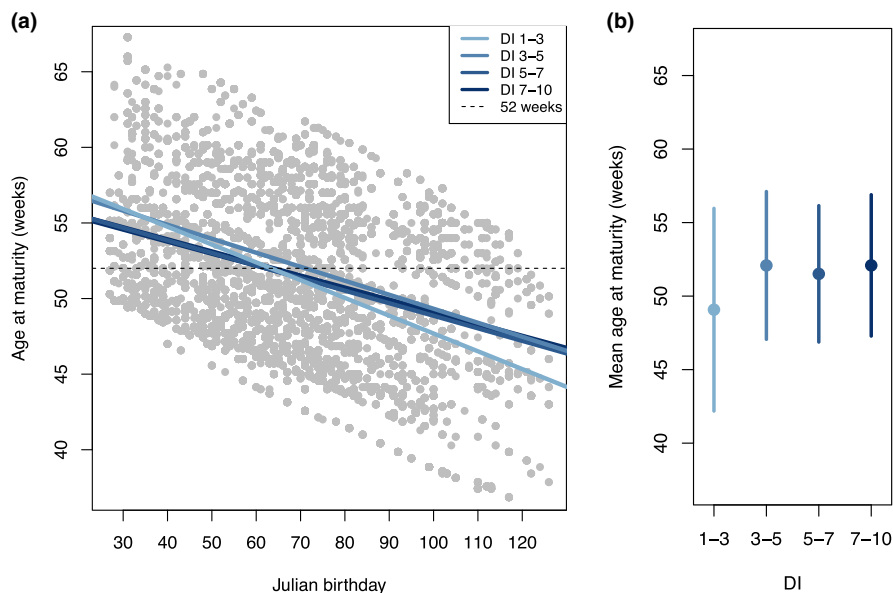 (a)
DI 1–3
DI 3–5
DI 5–7
DI 7–10
52 weeks
Age at maturity (weeks)
65
60
55
50
45
40
30 40 50 60 70 80 90 100 110 120
Julian birthday
(b)
Mean age at maturity (weeks)
65
60
55
50
45
40
1–3 3–5 5–7 7–10
DI